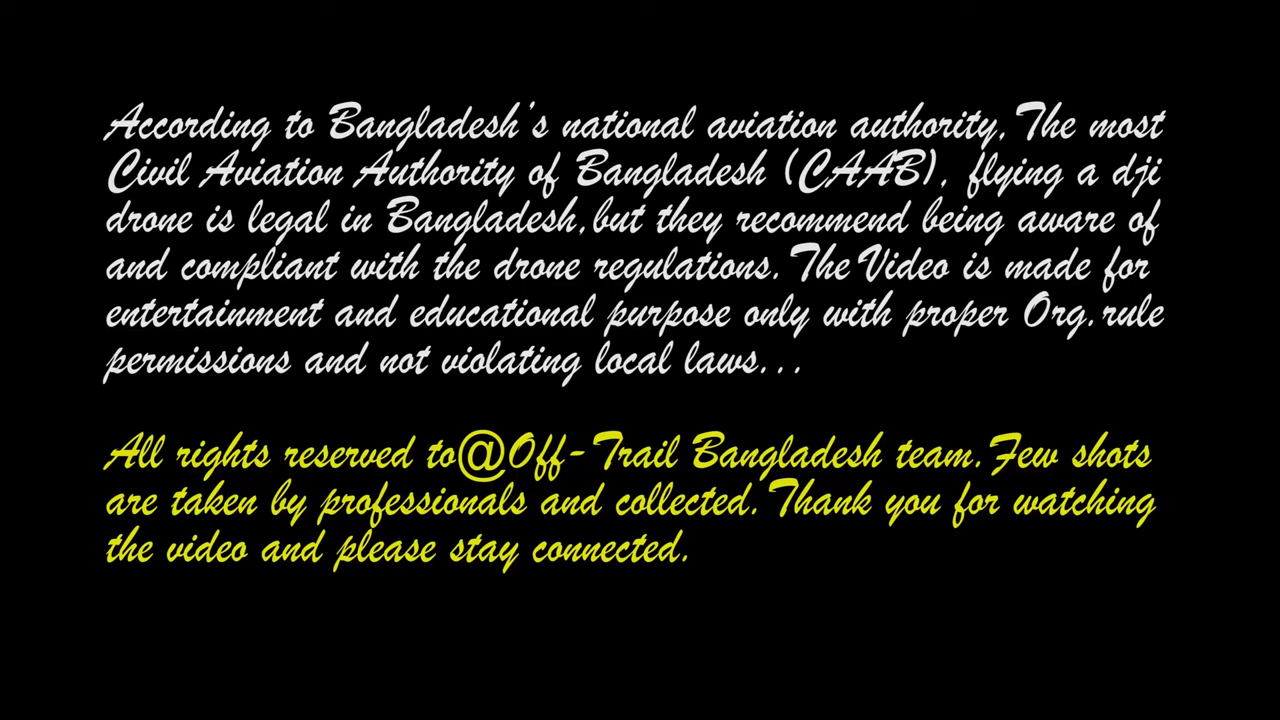 According to Bangladesh's national aviation authority, The most
Civil Aviation Authority of Bangladesh (CAAB), flying a dji
drone is legal in Bangladesh,but they recommend being aware of
and compliant with the drone regulations. The Video is made for
entertainment and educational purpose only with proper Org.rule
permissions and not violating local laws...
All rights reserved to@Off-Trail Bangladesh team.Few shots
are taken by professionals and collected. Thank you for watching
the video and please stay connected.